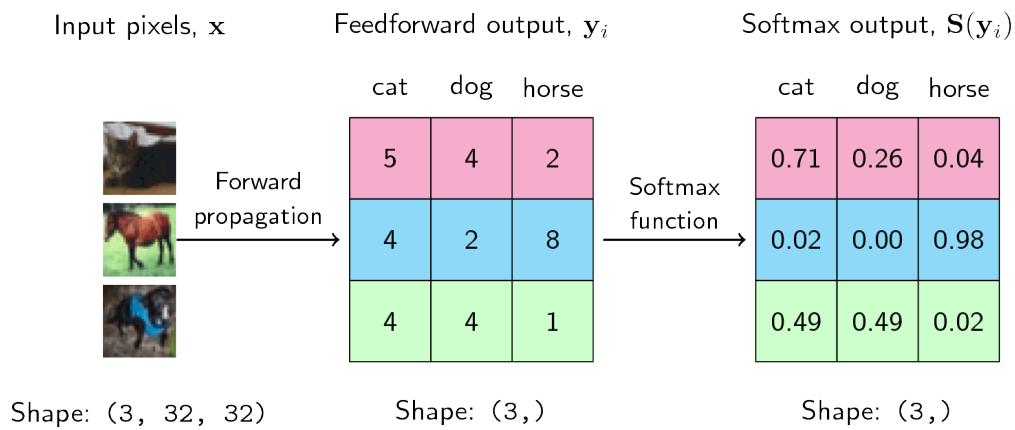 Input pixels, x
Feedforward output, yᵢ
Softmax output, S(yᵢ)
cat dog horse
cat dog horse
5 4 2
0.71 0.26 0.04
Forward
propagation
Softmax
function
4 2 8
0.02 0.00 0.98
4 4 1
0.49 0.49 0.02
Shape: (3, 32, 32)
Shape: (3,)
Shape: (3,)